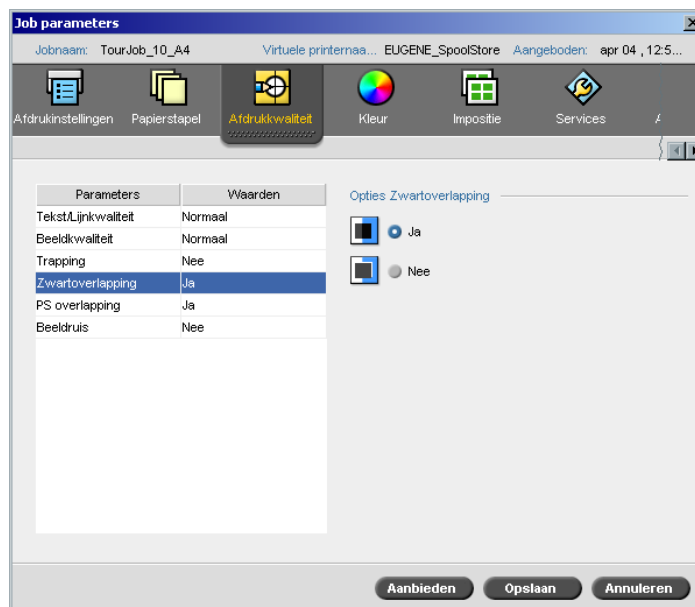 Job parameters
Jobnaam: TourJob_10_A4 Virtuele printernaa... EUGENE_SpoolStore Aangeboden: apr 04 , 12:5...
Afdrukinstellingen Papierstapel Afdrukkwaliteit Kleur Impositie Services
Parameters Waarden
Tekst/Lijnkwaliteit Normaal
Beeldkwaliteit Normaal
Trapping Nee
Zwartoverlapping Ja
PS overlapping Ja
Beeldruis Nee
Opties Zwartoverlapping
Ja
Nee
Aanbieden Opslaan Annuleren